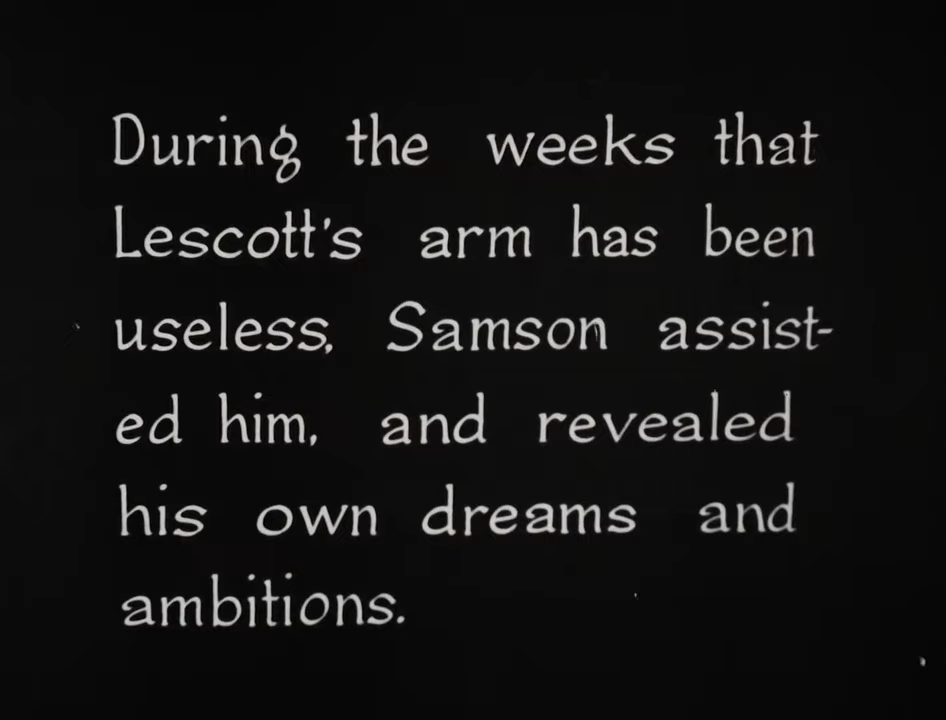 During the weeks that
Lescott's arm has been
useless, Samson assist-
ed him, and revealed
his own dreams and
ambitions.